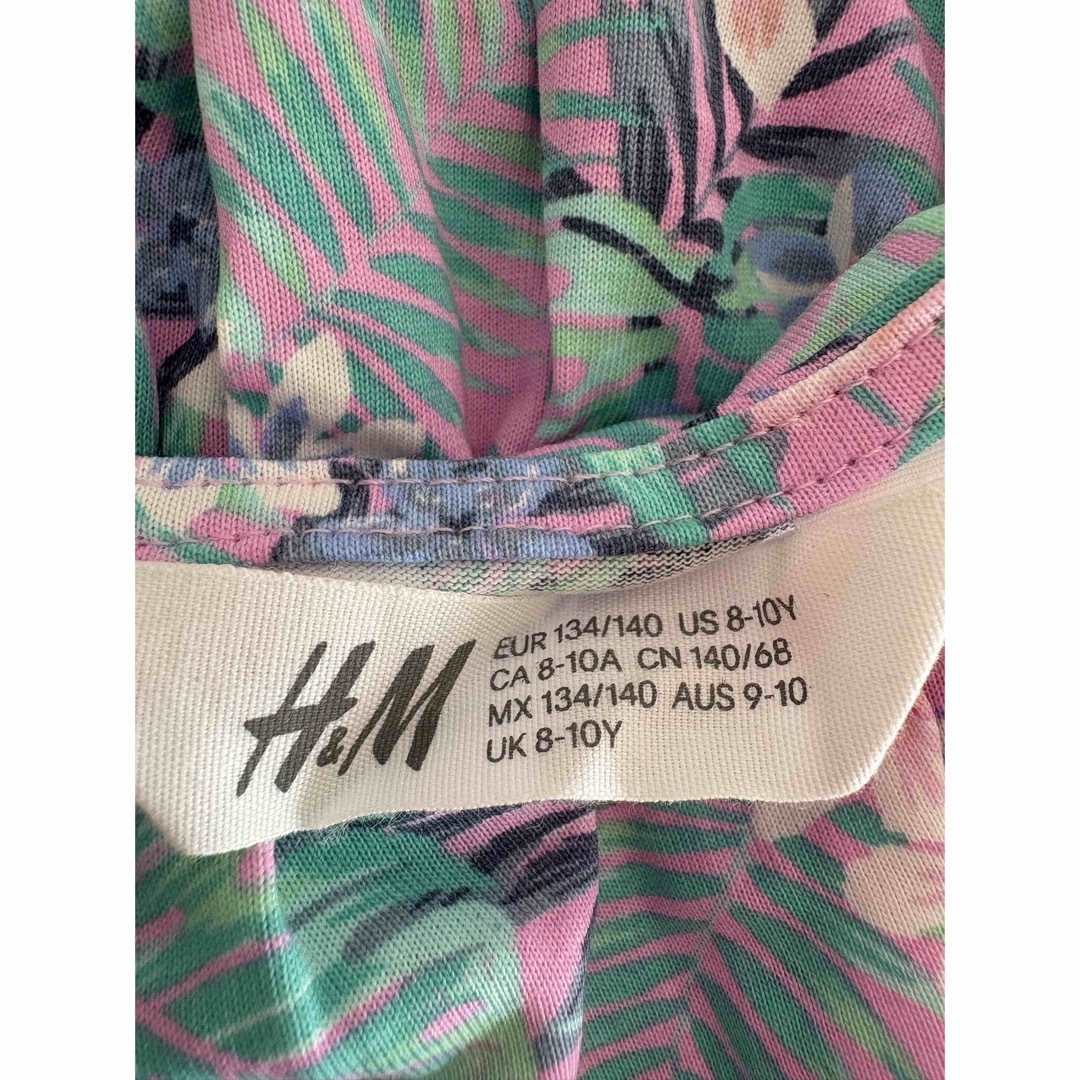 H&M
EUR 134/140 US 8-10Y
CA 8-10A CN 140/68
MX 134/140 AUS 9-10
UK 8-10Y